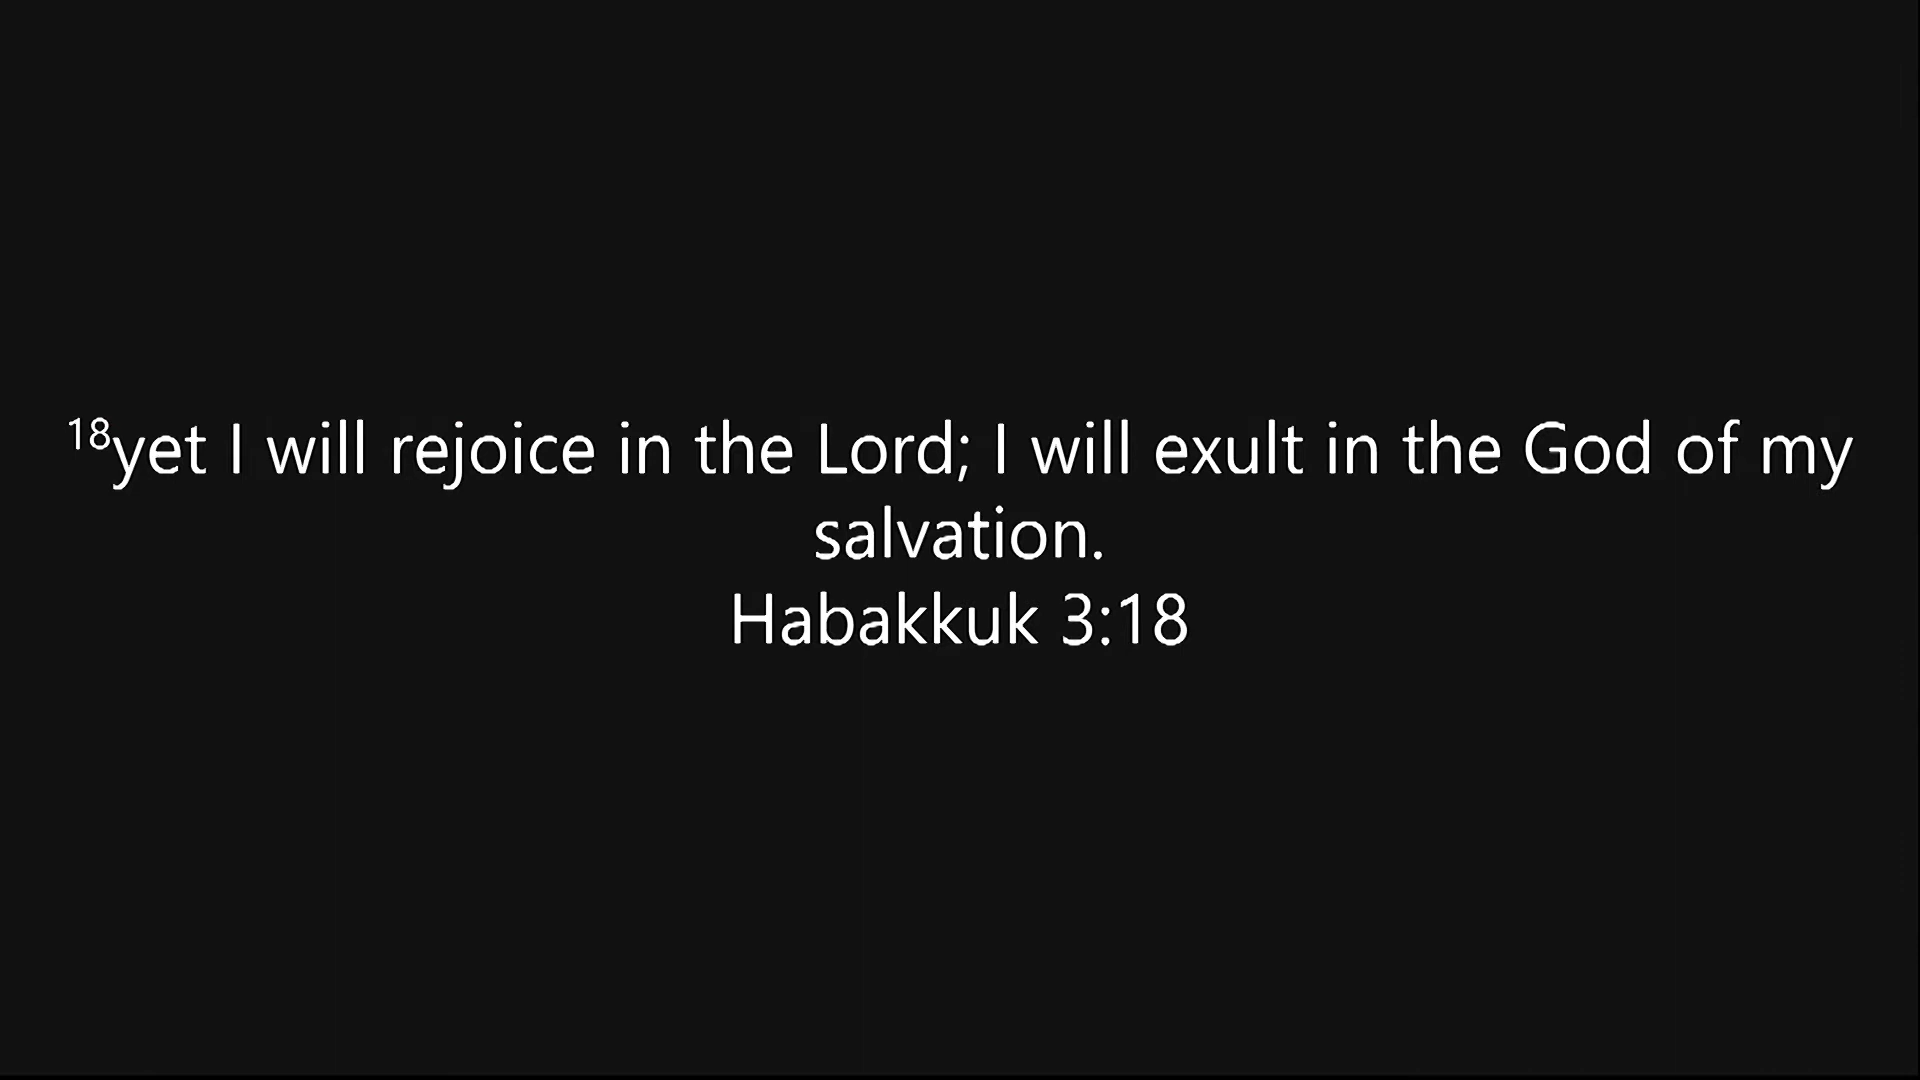 ¹⁸yet I will rejoice in the Lord; I will exult in the God of my
salvation.
Habakkuk 3:18